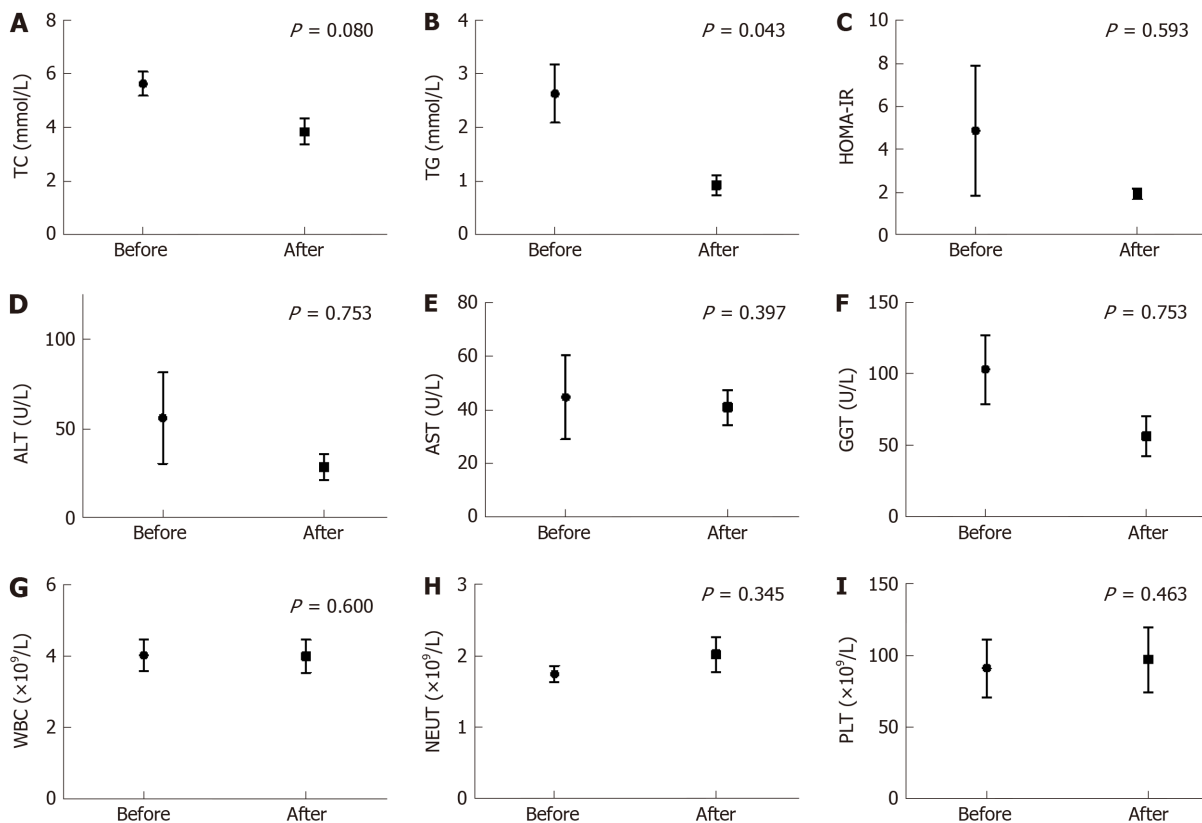 A
TC (mmol/L)
8
6
4
2
0
P = 0.080
Before
After
B
TG (mmol/L)
4
3
2
1
0
P = 0.043
Before
After
C
HOMA-IR
10
8
6
4
2
0
P = 0.593
Before
After
D
ALT (U/L)
100
50
0
P = 0.753
Before
After
E
AST (U/L)
80
60
40
20
0
P = 0.397
Before
After
F
GGT (U/L)
150
100
50
0
P = 0.753
Before
After
G
WBC (×10⁹/L)
6
4
2
0
P = 0.600
Before
After
H
NEUT (×10⁹/L)
3
2
1
0
P = 0.345
Before
After
I
PLT (×10⁹/L)
150
100
50
0
P = 0.463
Before
After